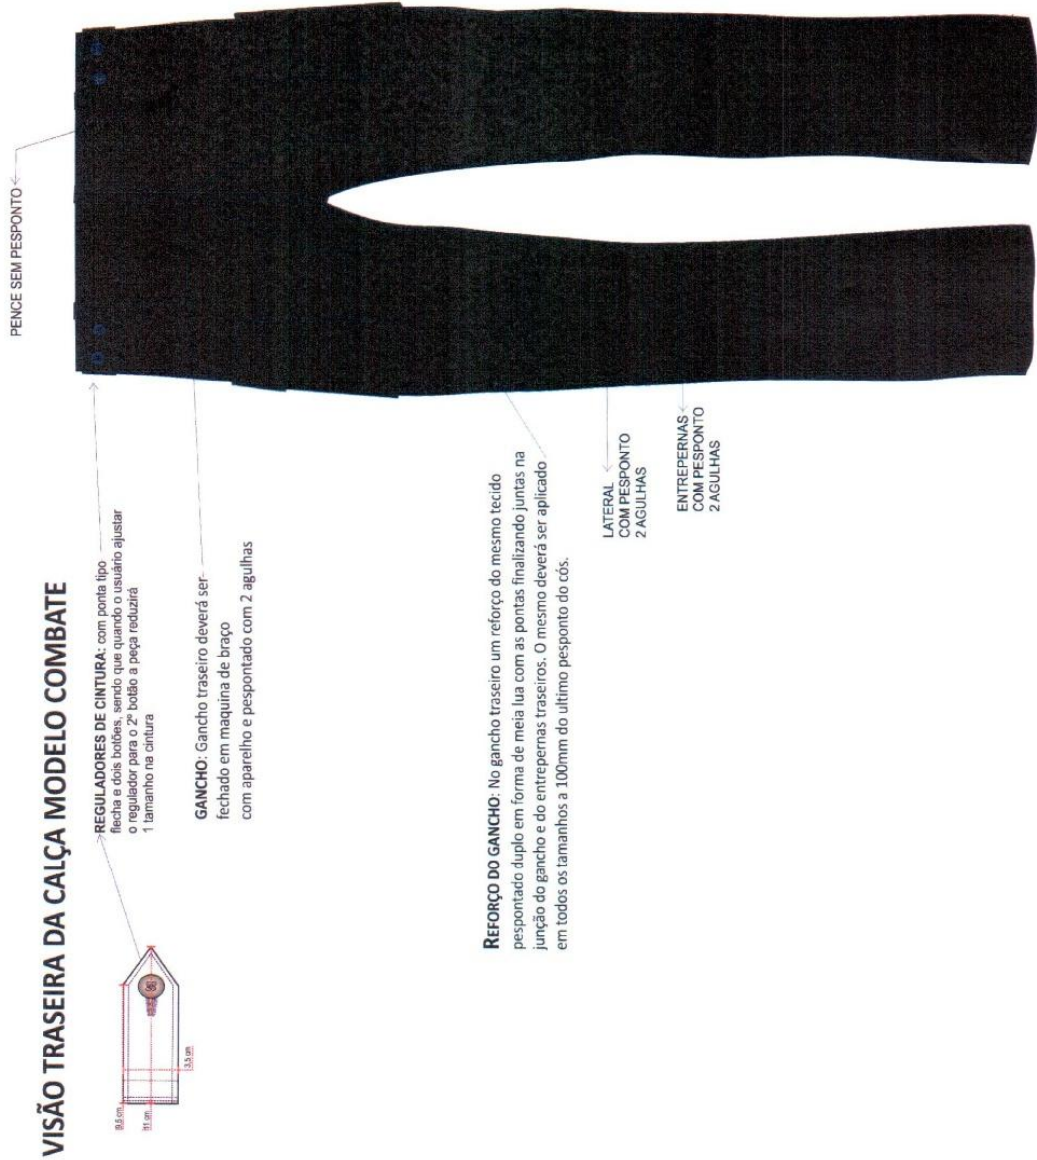 VISÃO TRASEIRA DA CALÇA MODELO COMBATE
PENCE SEM PESPONTO
REGULADORES DE CINTURA: com ponta tipo
flecha e dois botões, sendo que quando o usuário ajustar
o regulador para o 2º botão a peça reduzirá
1 tamanho na cintura
9,5 cm
11 cm
3,5 cm
GANCHO: Gancho traseiro deverá ser
fechado em maquina de braço
com aparelho e pespontado com 2 agulhas
REFORÇO DO GANCHO: No gancho traseiro um reforço do mesmo tecido
pespontado duplo em forma de meia lua com as pontas finalizando juntas na
junção do gancho e do entrepernas traseiros. O mesmo deverá ser aplicado
em todos os tamanhos a 100mm do ultimo pesponto do cós.
LATERAL
COM PESPONTO
2 AGULHAS
ENTREPERNAS
COM PESPONTO
2 AGULHAS